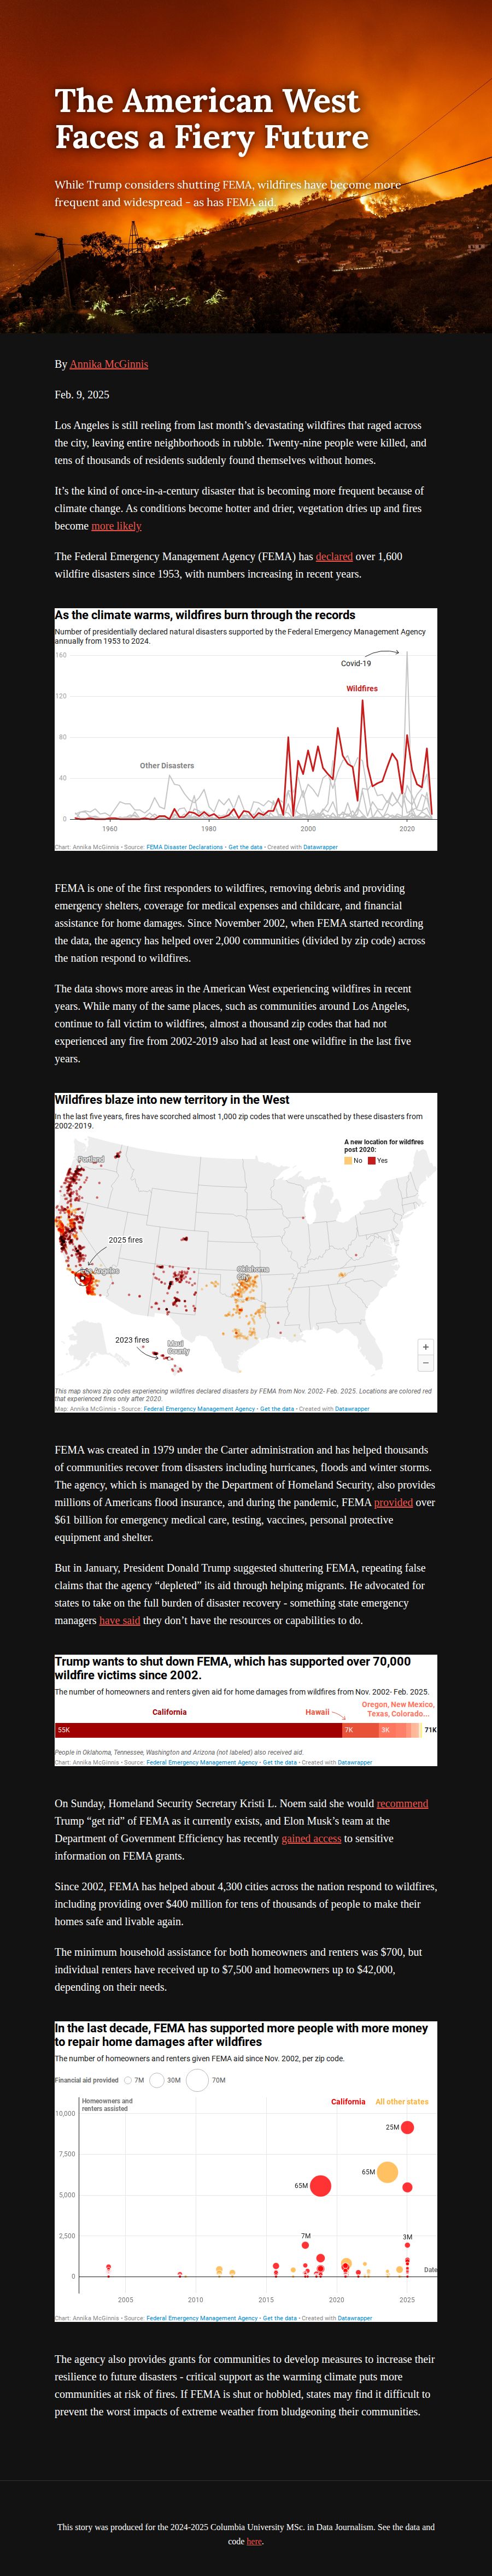 The American West
Faces a Fiery Future
While Trump considers shutting FEMA, wildfires have become more
frequent and widespread - as has FEMA aid.
By Annika McGinnis
Feb. 9, 2025
Los Angeles is still reeling from last month’s devastating wildfires that raged across
the city, leaving entire neighborhoods in rubble. Twenty-nine people were killed, and
tens of thousands of residents suddenly found themselves without homes.
It’s the kind of once-in-a-century disaster that is becoming more frequent because of
climate change. As conditions become hotter and drier, vegetation dries up and fires
become more likely
The Federal Emergency Management Agency (FEMA) has declared over 1,600
wildfire disasters since 1953, with numbers increasing in recent years.
As the climate warms, wildfires burn through the records
Number of presidentially declared natural disasters supported by the Federal Emergency Management Agency
annually from 1953 to 2024.
160
Covid-19
Wildfires
120
80
Other Disasters
40
0
1960
1980
2000
2020
Chart: Annika McGinnis • Source: FEMA Disaster Declarations • Get the data • Created with Datawrapper
FEMA is one of the first responders to wildfires, removing debris and providing
emergency shelters, coverage for medical expenses and childcare, and financial
assistance for home damages. Since November 2002, when FEMA started recording
the data, the agency has helped over 2,000 communities (divided by zip code) across
the nation respond to wildfires.
The data shows more areas in the American West experiencing wildfires in recent
years. While many of the same places, such as communities around Los Angeles,
continue to fall victim to wildfires, almost a thousand zip codes that had not
experienced any fire from 2002-2019 also had at least one wildfire in the last five
years.
Wildfires blaze into new territory in the West
In the last five years, fires have scorched almost 1,000 zip codes that were unscathed by these disasters from
2002-2019.
A new location for wildfires
post 2020:
No Yes
Portland
2025 fires
Los Angeles
Oklahoma
City
2023 fires
Maui
County
+
−
This map shows zip codes experiencing wildfires declared disasters by FEMA from Nov. 2002- Feb. 2025. Locations are colored red
that experienced fires only after 2020.
Map: Annika McGinnis • Source: Federal Emergency Management Agency • Get the data • Created with Datawrapper
FEMA was created in 1979 under the Carter administration and has helped thousands
of communities recover from disasters including hurricanes, floods and winter storms.
The agency, which is managed by the Department of Homeland Security, also provides
millions of Americans flood insurance, and during the pandemic, FEMA provided over
$61 billion for emergency medical care, testing, vaccines, personal protective
equipment and shelter.
But in January, President Donald Trump suggested shuttering FEMA, repeating false
claims that the agency “depleted” its aid through helping migrants. He advocated for
states to take on the full burden of disaster recovery - something state emergency
managers have said they don’t have the resources or capabilities to do.
Trump wants to shut down FEMA, which has supported over 70,000
wildfire victims since 2002.
The number of homeowners and renters given aid for home damages from wildfires from Nov. 2002- Feb. 2025.
California
Hawaii
Oregon, New Mexico,
Texas, Colorado...
55K
7K
3K
71K
People in Oklahoma, Tennessee, Washington and Arizona (not labeled) also received aid.
Chart: Annika McGinnis • Source: Federal Emergency Management Agency • Get the data • Created with Datawrapper
On Sunday, Homeland Security Secretary Kristi L. Noem said she would recommend
Trump “get rid” of FEMA as it currently exists, and Elon Musk’s team at the
Department of Government Efficiency has recently gained access to sensitive
information on FEMA grants.
Since 2002, FEMA has helped about 4,300 cities across the nation respond to wildfires,
including providing over $400 million for tens of thousands of people to make their
homes safe and livable again.
The minimum household assistance for both homeowners and renters was $700, but
individual renters have received up to $7,500 and homeowners up to $42,000,
depending on their needs.
In the last decade, FEMA has supported more people with more money
to repair home damages after wildfires
The number of homeowners and renters given FEMA aid since Nov. 2002, per zip code.
Financial aid provided 7M 30M 70M
Homeowners and
renters assisted
California All other states
10,000
25M
7,500
65M
65M
5,000
2,500
7M
3M
0
Date
2005
2010
2015
2020
2025
Chart: Annika McGinnis • Source: Federal Emergency Management Agency • Get the data • Created with Datawrapper
The agency also provides grants for communities to develop measures to increase their
resilience to future disasters - critical support as the warming climate puts more
communities at risk of fires. If FEMA is shut or hobbled, states may find it difficult to
prevent the worst impacts of extreme weather from bludgeoning their communities.
This story was produced for the 2024-2025 Columbia University MSc. in Data Journalism. See the data and
code here.